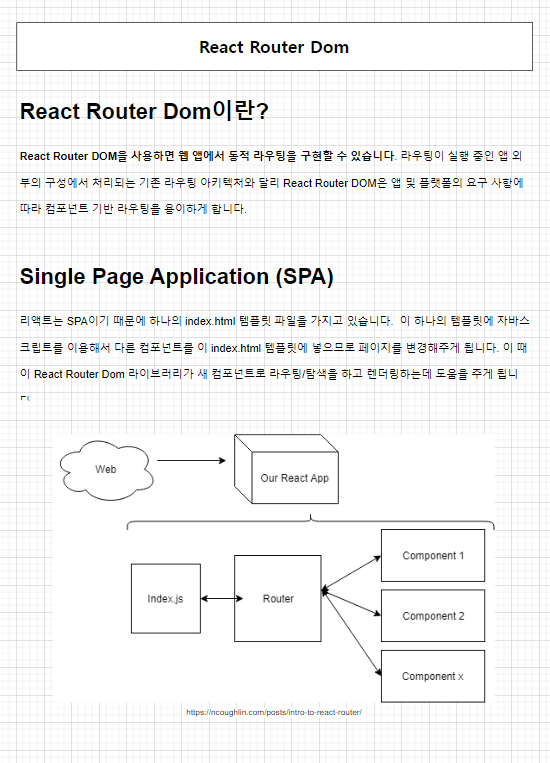 React Router Dom
React Router Dom이란?
React Router DOM을 사용하면 웹 앱에서 동적 라우팅을 구현할 수 있습니다. 라우팅이 실행 중인 앱 외
부의 구성에서 처리되는 기존 라우팅 아키텍처와 달리 React Router DOM은 앱 및 플랫폼의 요구 사항에
따라 컴포넌트 기반 라우팅을 용이하게 합니다.
Single Page Application (SPA)
리액트는 SPA이기 때문에 하나의 index.html 템플릿 파일을 가지고 있습니다. 이 하나의 템플릿에 자바스
크립트를 이용해서 다른 컴포넌트를 이 index.html 템플릿에 넣으므로 페이지를 변경해주게 됩니다. 이 때
이 React Router Dom 라이브러리가 새 컴포넌트로 라우팅/탐색을 하고 렌더링하는데 도움을 주게 됩니
Web
Our React App
Index.js
Router
Component 1
Component 2
Component x
https://ncoughlin.com/posts/intro-to-react-router/